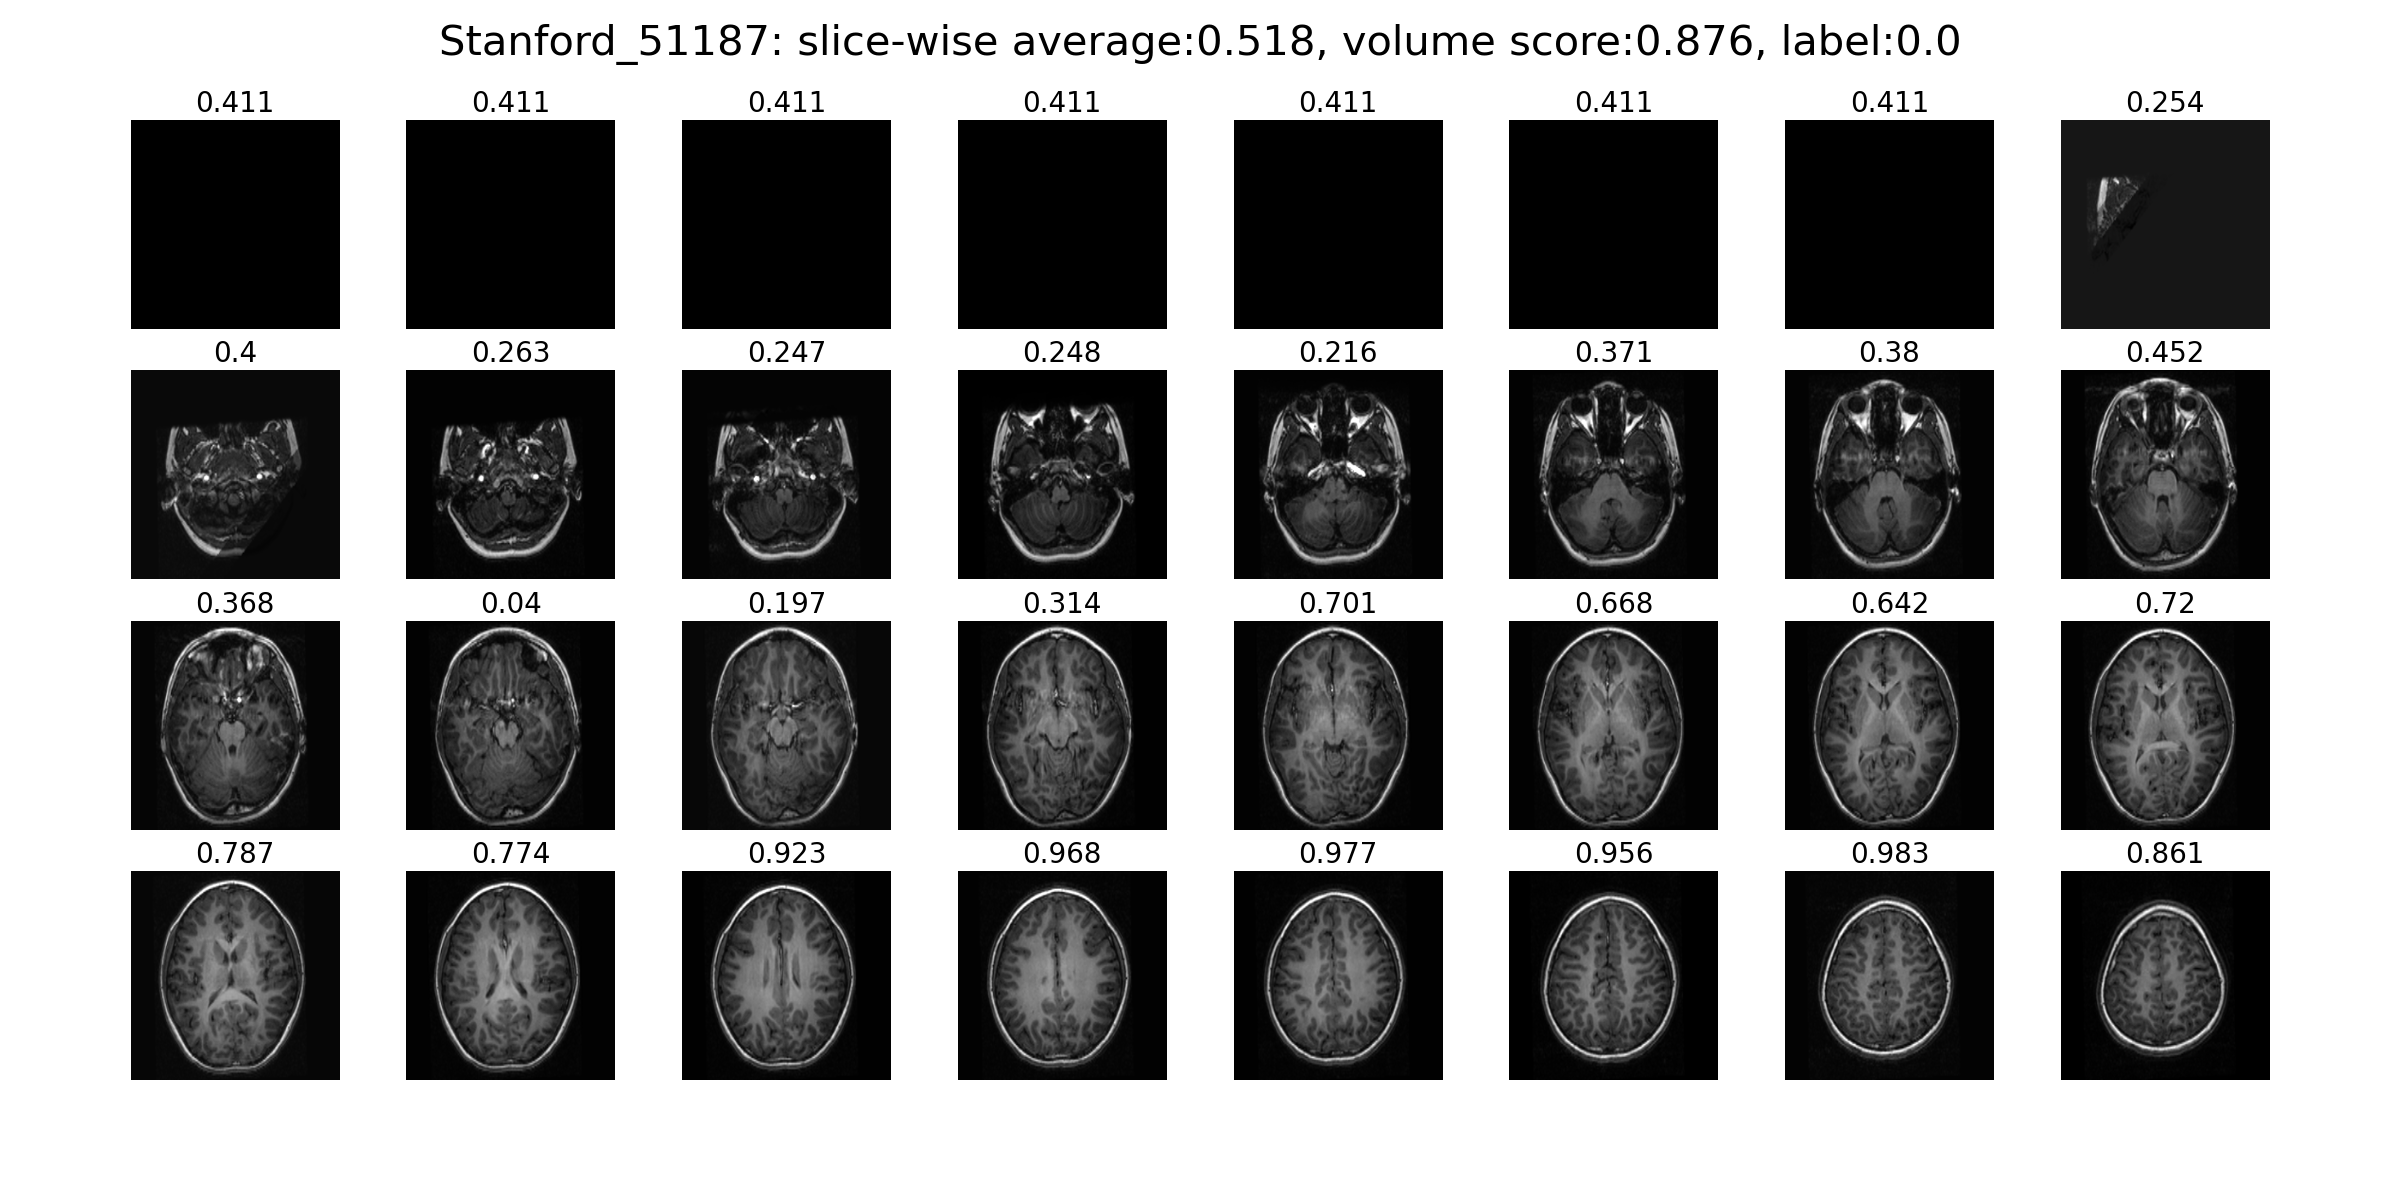 Stanford_51187: slice-wise average:0.518, volume score:0.876, label:0.0
0.411 0.411 0.411 0.411 0.411 0.411 0.411 0.254
0.4 0.263 0.247 0.248 0.216 0.371 0.38 0.452
0.368 0.04 0.197 0.314 0.701 0.668 0.642 0.72
0.787 0.774 0.923 0.968 0.977 0.956 0.983 0.861